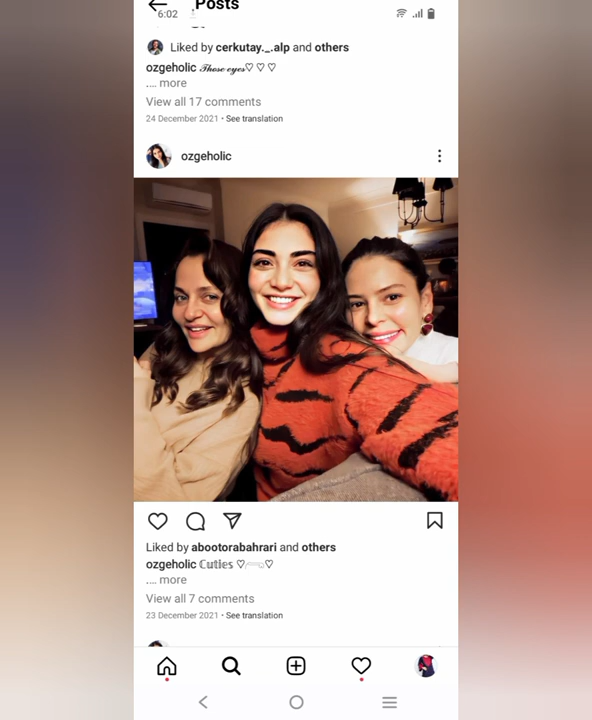 Posts
6:02
Liked by cerkutay._.alp and others
ozgeholic 𝒯𝒽ℴ𝓈ℯ ℯ𝓎ℯ𝓈♡♡♡
.... more
View all 17 comments
24 December 2021 • See translation
ozgeholic
Liked by abootorabahrari and others
ozgeholic ℂ𝕦𝕥𝕚𝕖𝕤 ♡♡
.... more
View all 7 comments
23 December 2021 • See translation